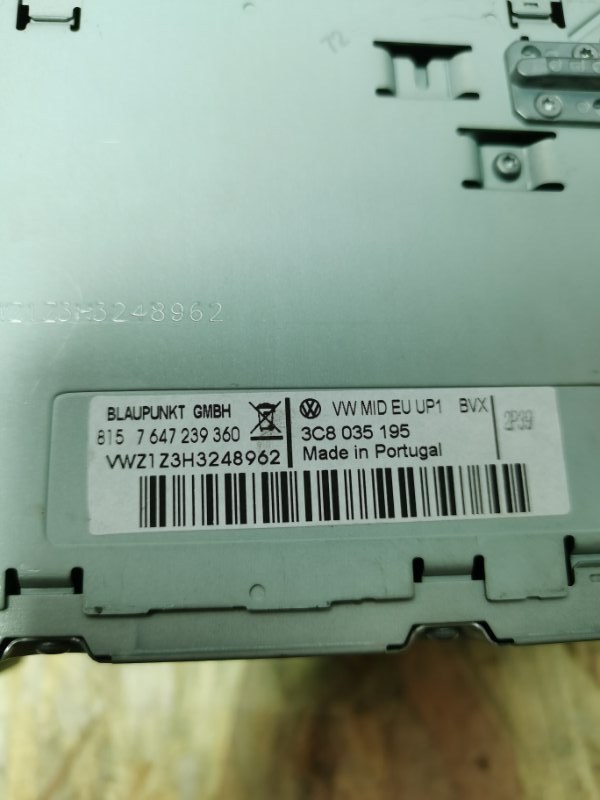 Z1Z3H3248962
BLAUPUNKT GMBH
815 7 647 239 360
VWZ1Z3H3248962
VW MID EU UP1 BVX
3C8 035 195
Made in Portugal
2P39